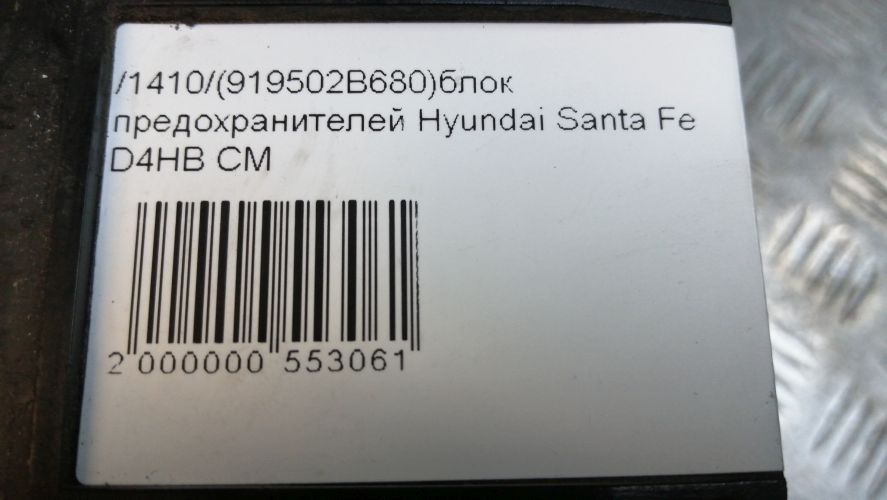 /1410/(919502B680)блок
предохранителей Hyundai Santa Fe
D4HB CM
2 000000 553061